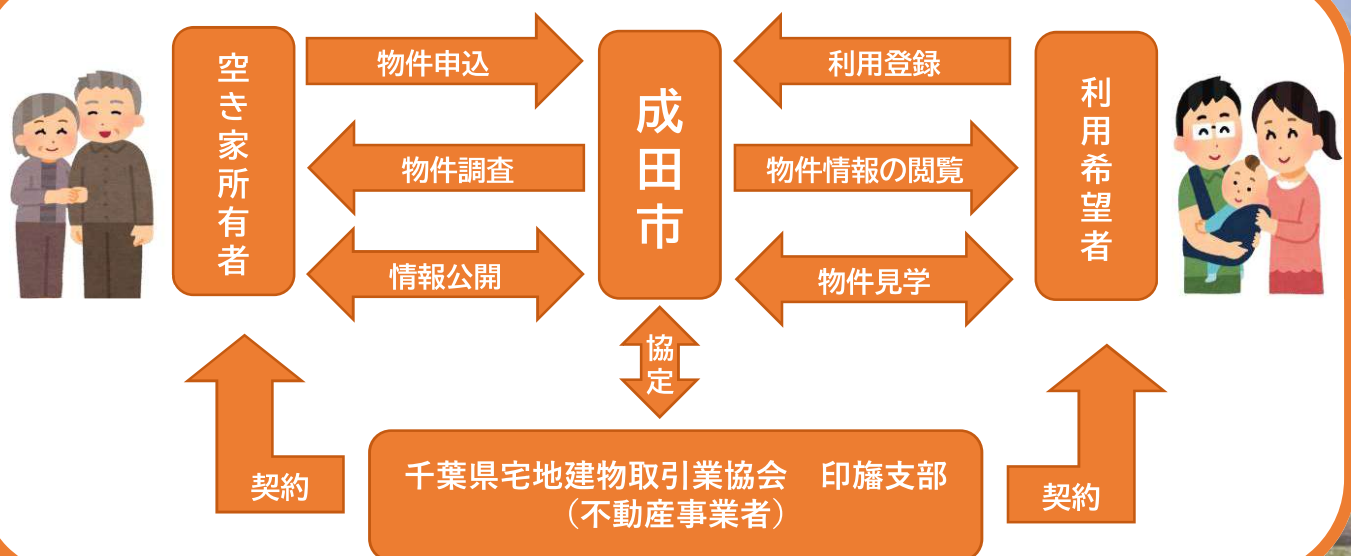 空き家所有者
物件申込
物件調査
情報公開
成田市
利用登録
物件情報の閲覧
物件見学
利用希望者
協定
契約
千葉県宅地建物取引業協会　印旛支部
（不動産事業者）
契約